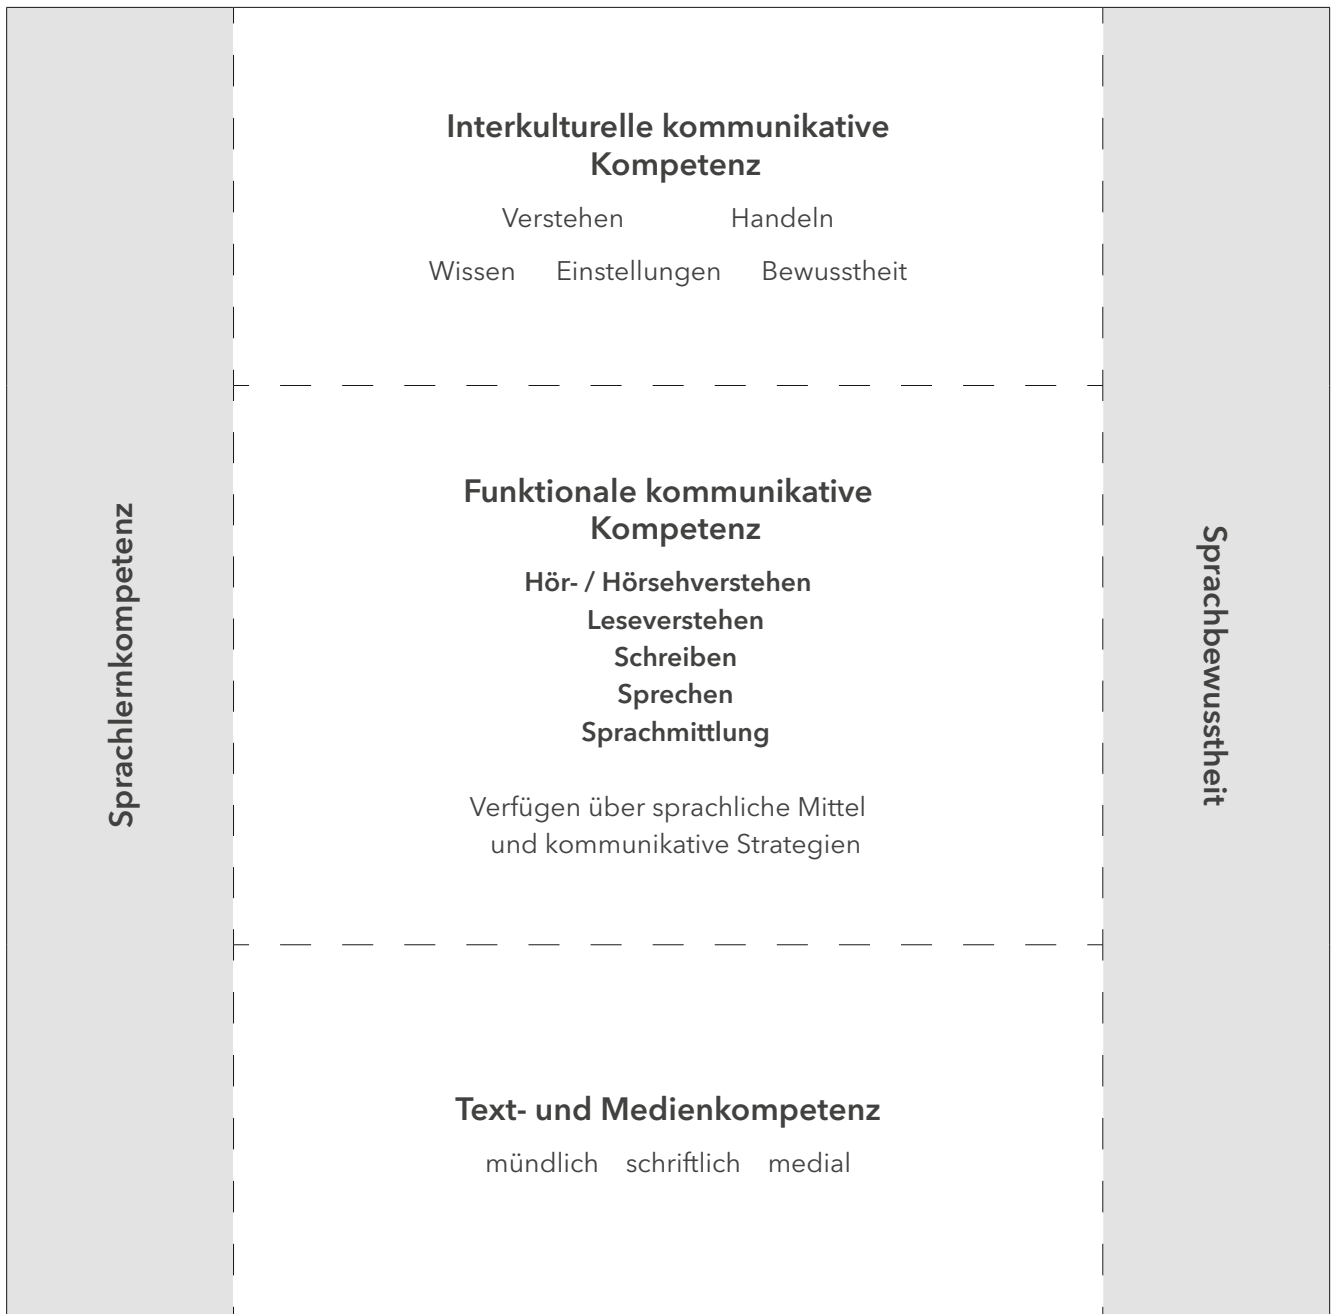 Sprachlernkompetenz
Interkulturelle kommunikative
Kompetenz
Verstehen Handeln
Wissen Einstellungen Bewusstheit
Funktionale kommunikative
Kompetenz
Hör- / Hörsehverstehen
Leseverstehen
Schreiben
Sprechen
Sprachmittlung
Verfügen über sprachliche Mittel
und kommunikative Strategien
Text- und Medienkompetenz
mündlich schriftlich medial
Sprachbewusstheit